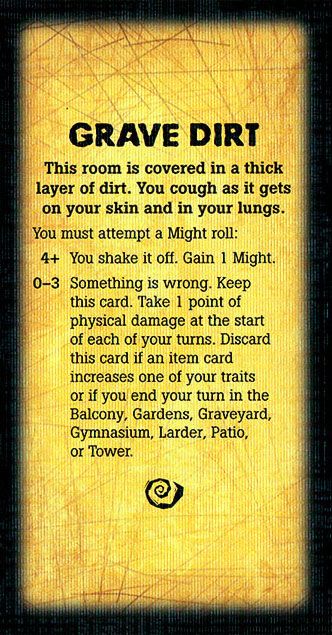 GRAVE DIRT
This room is covered in a thick
layer of dirt. You cough as it gets
on your skin and in your lungs.
You must attempt a Might roll:
4+ You shake it off. Gain 1 Might.
0–3 Something is wrong. Keep
this card. Take 1 point of
physical damage at the start
of each of your turns. Discard
this card if an item card
increases one of your traits
or if you end your turn in the
Balcony, Gardens, Graveyard,
Gymnasium, Larder, Patio,
or Tower.